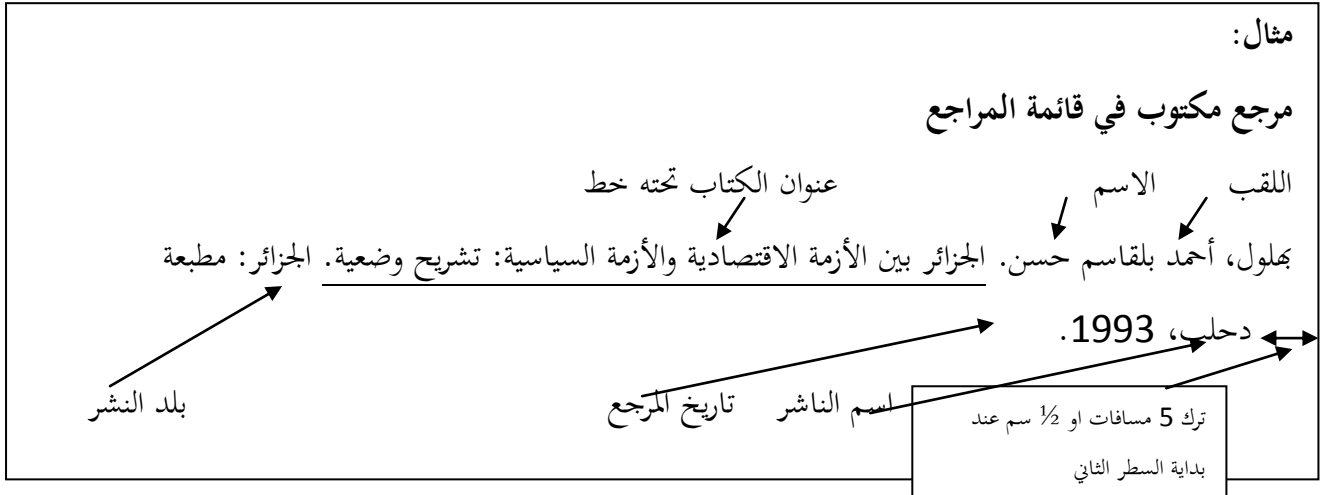 مثال:
مرجع مكتوب في قائمة المراجع
اللقب الاسم عنوان الكتاب تحته خط
بهلول، أحمد بلقاسم حسن. الجزائر بين الأزمة الاقتصادية والأزمة السياسية: تشريح وضعية. الجزائر: مطبعة
دحلب، 1993.
اسم الناشر تاريخ المرجع بلد النشر
ترك 5 مسافات او ½ سم عند
بداية السطر الثاني